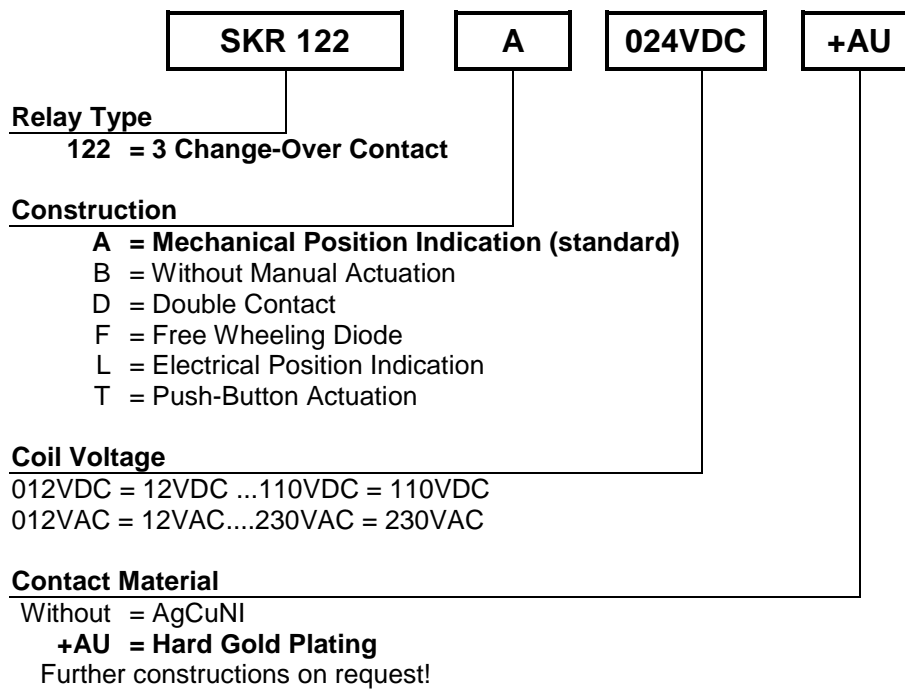 SKR 122 A 024VDC +AU
Relay Type
122 = 3 Change-Over Contact
Construction
A = Mechanical Position Indication (standard)
B = Without Manual Actuation
D = Double Contact
F = Free Wheeling Diode
L = Electrical Position Indication
T = Push-Button Actuation
Coil Voltage
012VDC = 12VDC ...110VDC = 110VDC
012VAC = 12VAC....230VAC = 230VAC
Contact Material
Without = AgCuNI
+AU = Hard Gold Plating
Further constructions on request!